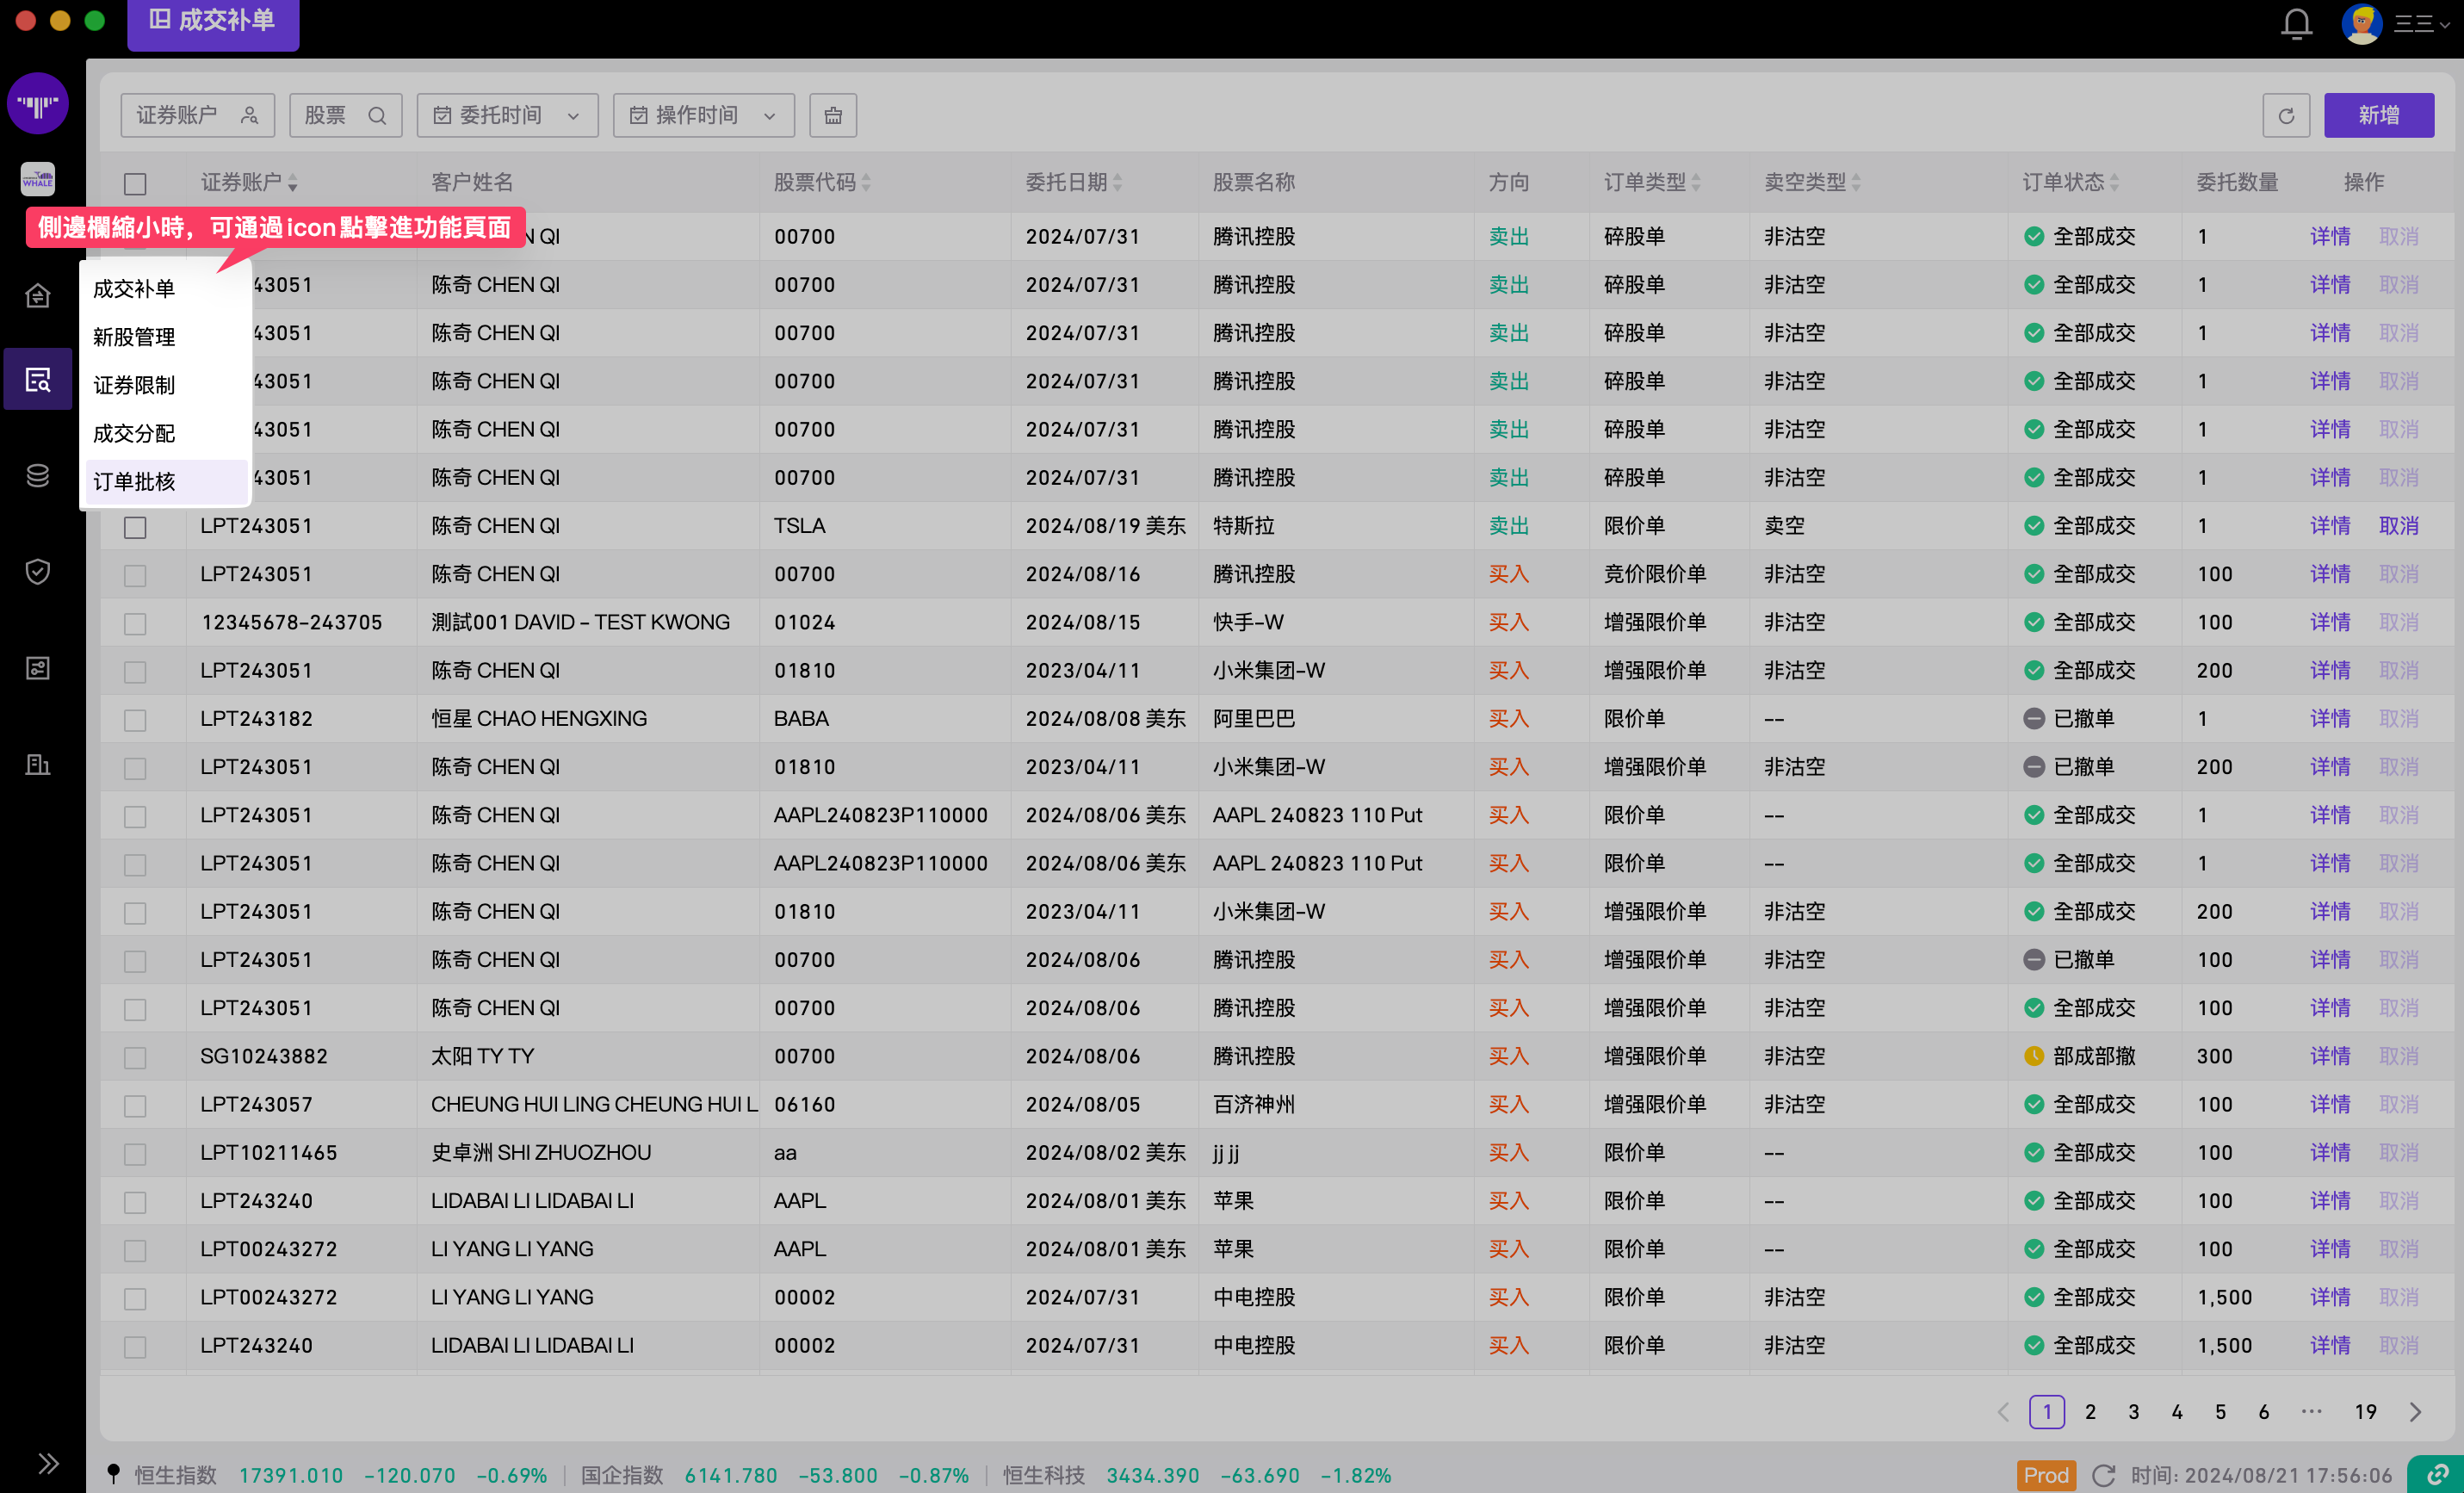 成交补单
三三
证券账户 股票 委托时间 操作时间 新增
WHALE
证券账户 客户姓名 股票代码 委托日期 股票名称 方向 订单类型 卖空类型 订单状态 委托数量 操作
側邊欄縮小時，可通過icon點擊進功能頁面
成交补单
新股管理
证券限制
成交分配
订单批核
N QI 00700 2024/07/31 腾讯控股 卖出 碎股单 非沽空 全部成交 1 详情 取消
43051 陈奇 CHEN QI 00700 2024/07/31 腾讯控股 卖出 碎股单 非沽空 全部成交 1 详情 取消
43051 陈奇 CHEN QI 00700 2024/07/31 腾讯控股 卖出 碎股单 非沽空 全部成交 1 详情 取消
43051 陈奇 CHEN QI 00700 2024/07/31 腾讯控股 卖出 碎股单 非沽空 全部成交 1 详情 取消
43051 陈奇 CHEN QI 00700 2024/07/31 腾讯控股 卖出 碎股单 非沽空 全部成交 1 详情 取消
43051 陈奇 CHEN QI 00700 2024/07/31 腾讯控股 卖出 碎股单 非沽空 全部成交 1 详情 取消
LPT243051 陈奇 CHEN QI TSLA 2024/08/19 美东 特斯拉 卖出 限价单 卖空 全部成交 1 详情 取消
LPT243051 陈奇 CHEN QI 00700 2024/08/16 腾讯控股 买入 竞价限价单 非沽空 全部成交 100 详情 取消
12345678-243705 測試001 DAVID - TEST KWONG 01024 2024/08/15 快手-W 买入 增强限价单 非沽空 全部成交 100 详情 取消
LPT243051 陈奇 CHEN QI 01810 2023/04/11 小米集团-W 买入 增强限价单 非沽空 全部成交 200 详情 取消
LPT243182 恒星 CHAO HENGXING BABA 2024/08/08 美东 阿里巴巴 买入 限价单 -- 已撤单 1 详情 取消
LPT243051 陈奇 CHEN QI 01810 2023/04/11 小米集团-W 买入 增强限价单 非沽空 已撤单 200 详情 取消
LPT243051 陈奇 CHEN QI AAPL240823P110000 2024/08/06 美东 AAPL 240823 110 Put 买入 限价单 -- 全部成交 1 详情 取消
LPT243051 陈奇 CHEN QI AAPL240823P110000 2024/08/06 美东 AAPL 240823 110 Put 买入 限价单 -- 全部成交 1 详情 取消
LPT243051 陈奇 CHEN QI 01810 2023/04/11 小米集团-W 买入 增强限价单 非沽空 全部成交 200 详情 取消
LPT243051 陈奇 CHEN QI 00700 2024/08/06 腾讯控股 买入 增强限价单 非沽空 已撤单 100 详情 取消
LPT243051 陈奇 CHEN QI 00700 2024/08/06 腾讯控股 买入 增强限价单 非沽空 全部成交 100 详情 取消
SG10243882 太阳 TY TY 00700 2024/08/06 腾讯控股 买入 增强限价单 非沽空 部成部撤 300 详情 取消
LPT243057 CHEUNG HUI LING CHEUNG HUI L 06160 2024/08/05 百济神州 买入 增强限价单 非沽空 全部成交 100 详情 取消
LPT10211465 史卓洲 SHI ZHUOZHOU aa 2024/08/02 美东 jj jj 买入 限价单 -- 全部成交 100 详情 取消
LPT243240 LIDABAI LI LIDABAI LI AAPL 2024/08/01 美东 苹果 买入 限价单 -- 全部成交 100 详情 取消
LPT00243272 LI YANG LI YANG AAPL 2024/08/01 美东 苹果 买入 限价单 -- 全部成交 100 详情 取消
LPT00243272 LI YANG LI YANG 00002 2024/07/31 中电控股 买入 限价单 非沽空 全部成交 1,500 详情 取消
LPT243240 LIDABAI LI LIDABAI LI 00002 2024/07/31 中电控股 买入 限价单 非沽空 全部成交 1,500 详情 取消
1 2 3 4 5 6 ··· 19
恒生指数 17391.010 -120.070 -0.69% 国企指数 6141.780 -53.800 -0.87% 恒生科技 3434.390 -63.690 -1.82% Prod 时间: 2024/08/21 17:56:06